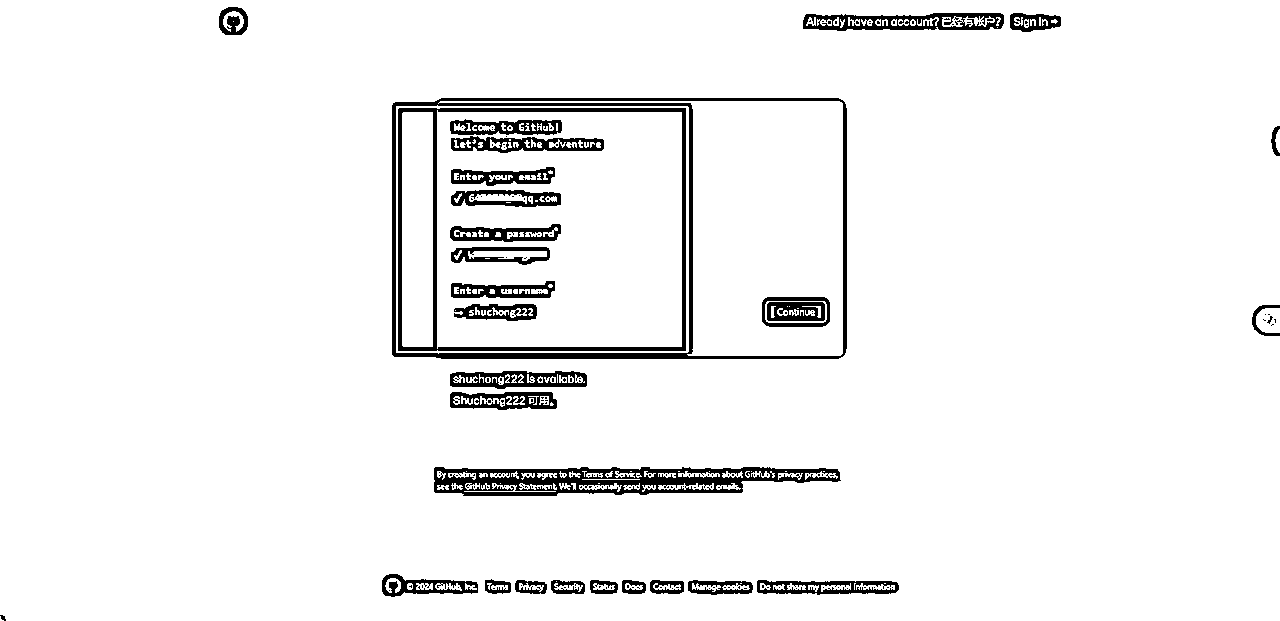 Already have an account? 已经有帐户? Sign in →
Welcome to GitHub!
Let's begin the adventure
Enter your email*
✓ qq.com
Create a password*
✓
Enter a username*
→ shuchong222
Continue
shuchong222 is available.
Shuchong222 可用。
By creating an account, you agree to the Terms of Service. For more information about GitHub's privacy practices,
see the GitHub Privacy Statement. We'll occasionally send you account-related emails.
© 2024 GitHub, Inc. Terms Privacy Security Status Docs Contact Manage cookies Do not share my personal information